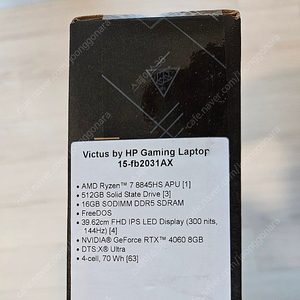 Victus by HP Gaming Laptop
15-fb2031AX
• AMD Ryzen™ 7 8845HS APU [1]
• 512GB Solid State Drive [3]
• 16GB SODIMM DDR5 SDRAM
• FreeDOS
• 39.62cm FHD IPS LED Display (300 nits,
144Hz) [4]
• NVIDIA® GeForce RTX™ 4060 8GB
• DTS:X® Ultra
• 4-cell, 70 Wh [63]